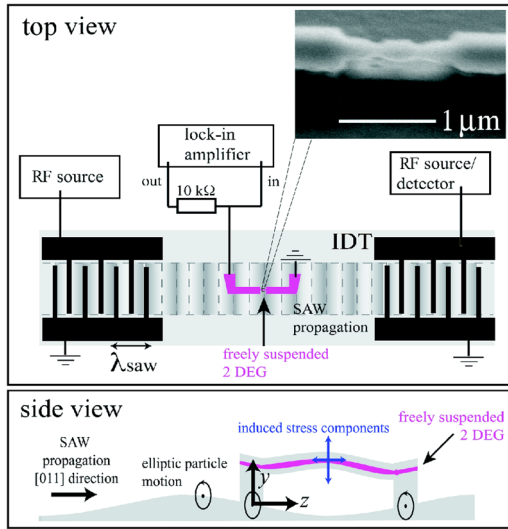 top view
1 μm
lock-in
amplifier
RF source
out
in
10 kΩ
RF source/
detector
IDT
SAW
propagation
λsaw
freely suspended
2 DEG
side view
SAW
propagation
[011] direction
elliptic particle
motion
induced stress components
freely suspended
2 DEG
y
z